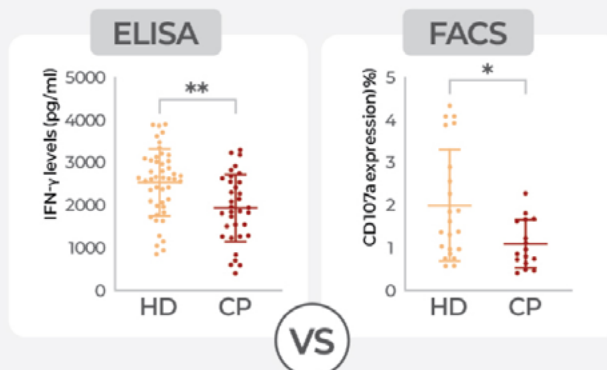 ELISA
IFN-γ levels (pg/ml)
5000
4000
3000
2000
1000
0
**
HD
CP
FACS
CD107a expression)%)
5
4
3
2
1
0
*
HD
CP
VS